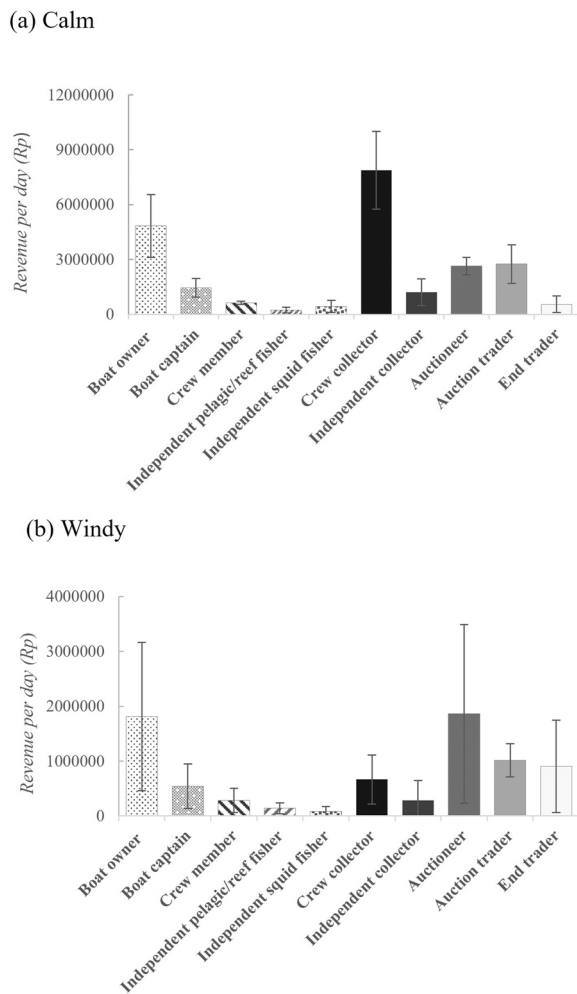 (a) Calm
Revenue per day (Rp)
12000000
9000000
6000000
3000000
0
Boat owner
Boat captain
Crew member
Independent pelagic/reef fisher
Independent squid fisher
Crew collector
Independent collector
Auctioneer
Auction trader
End trader
(b) Windy
Revenue per day (Rp)
4000000
3000000
2000000
1000000
0
Boat owner
Boat captain
Crew member
Independent pelagic/reef fisher
Independent squid fisher
Crew collector
Independent collector
Auctioneer
Auction trader
End trader